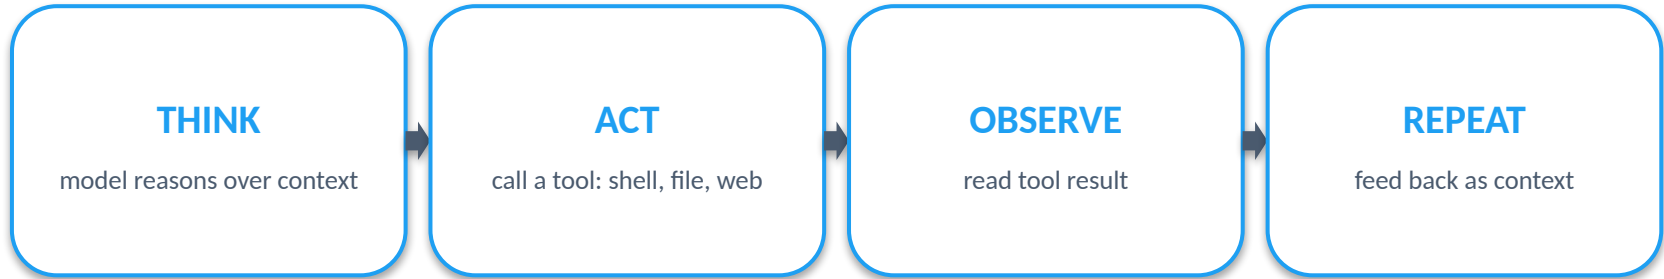 THINK
model reasons over context
ACT
call a tool: shell, file, web
OBSERVE
read tool result
REPEAT
feed back as context